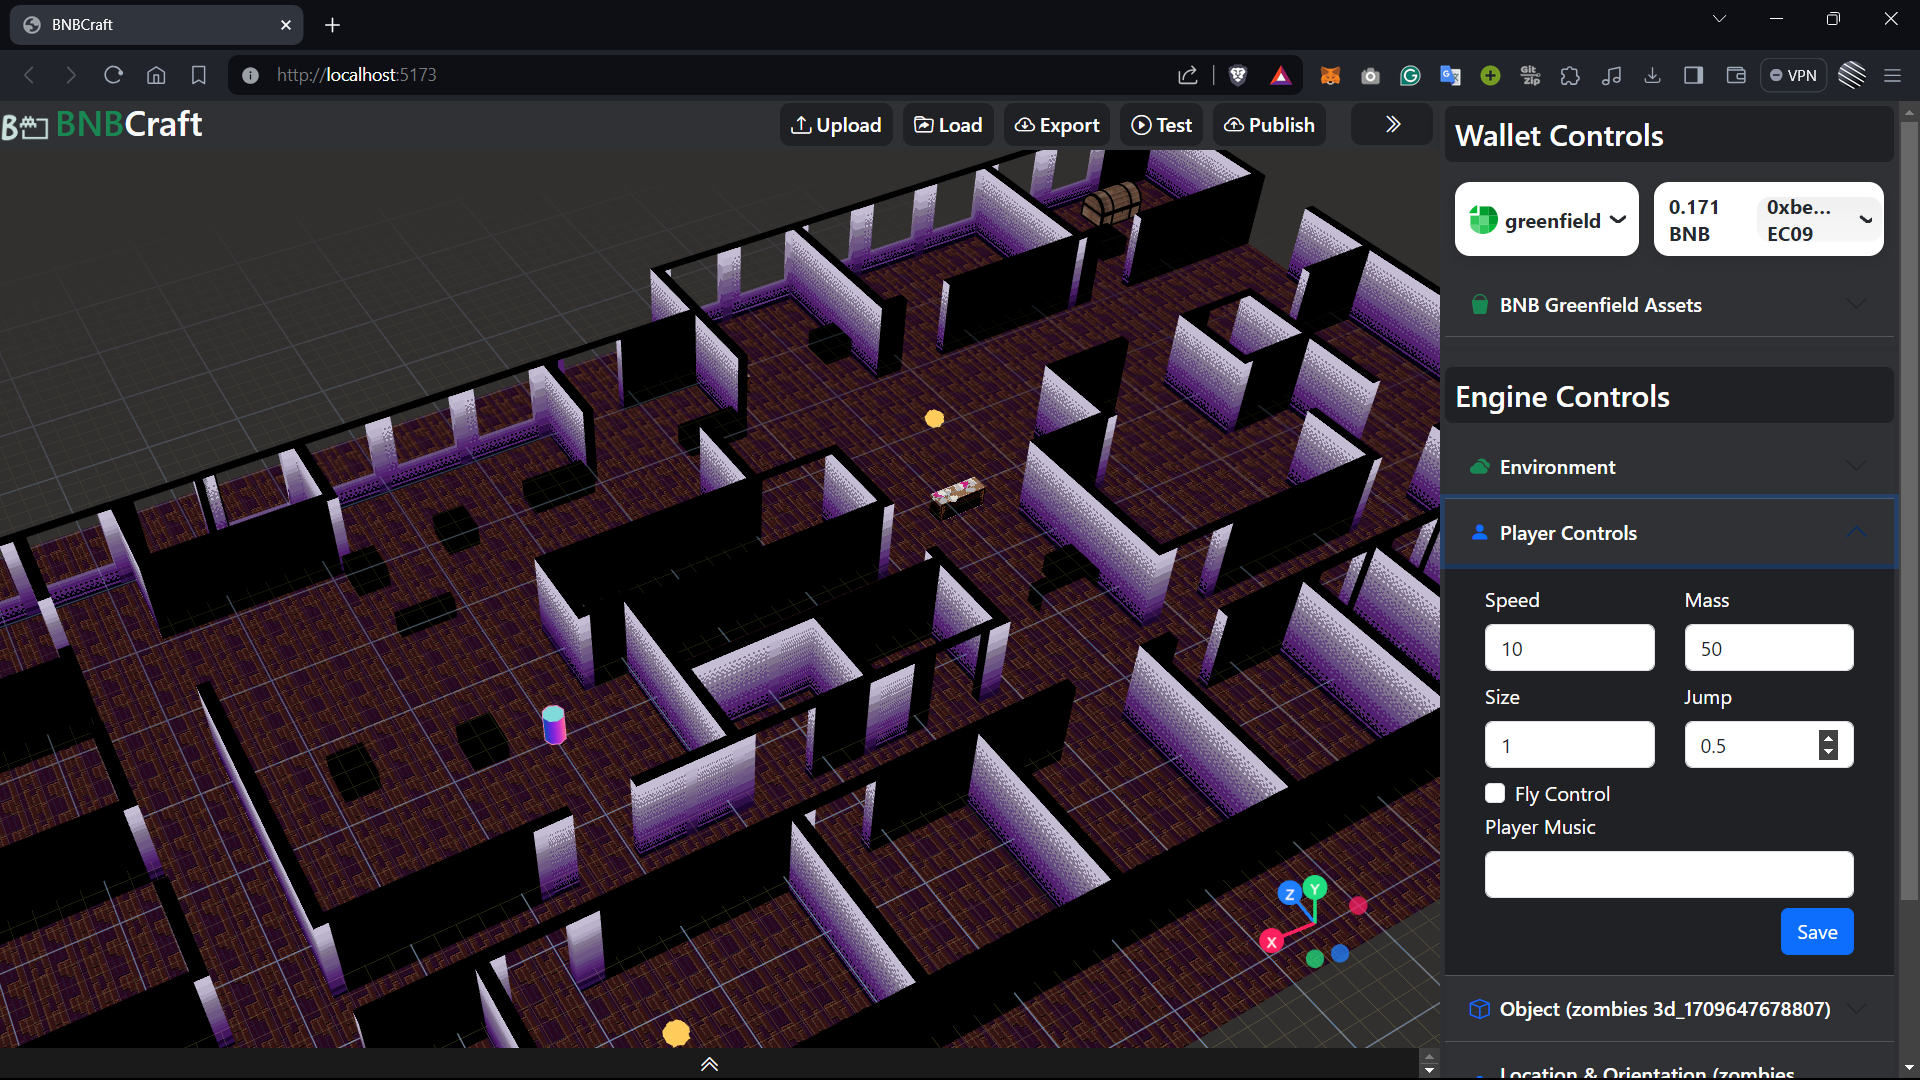 BNBCraft
http://localhost:5173
Git
Zip
VPN
BNBCraft
Upload
Load
Export
Test
Publish
Wallet Controls
greenfield
0.171
BNB
0xbe...
EC09
BNB Greenfield Assets
Engine Controls
Environment
Player Controls
Speed
Mass
10
50
Size
Jump
1
0.5
Fly Control
Player Music
Save
Object (zombies 3d_1709647678807)
Location & Orientation (zombies
Z
Y
X